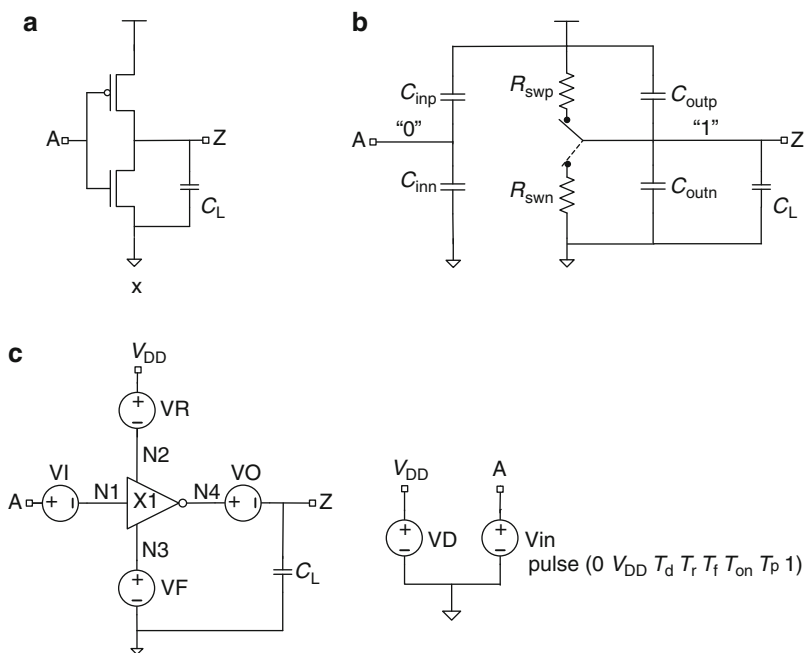 a
A
Z
C_L
x
b
C_inp
R_swp
C_outp
A
"0"
"1"
Z
C_inn
R_swn
C_outn
C_L
c
V_DD
VR
N2
VI
VO
A
N1
X1
N4
Z
N3
VF
C_L
V_DD
A
VD
Vin
pulse (0 V_DD T_d T_r T_f T_on T_p 1)